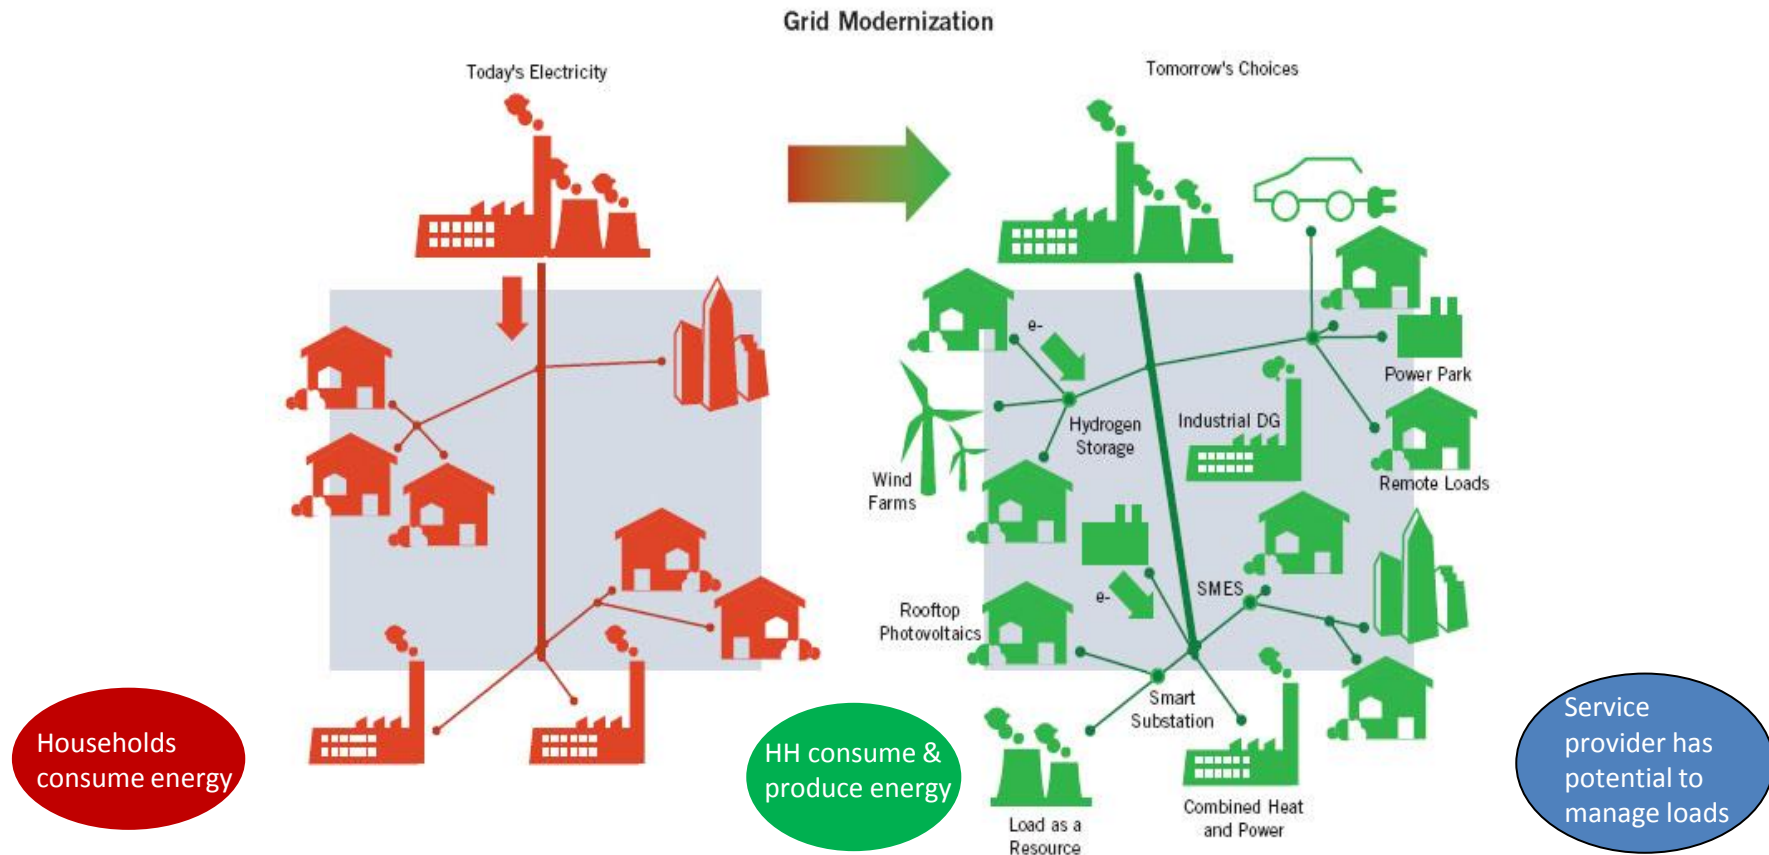 Grid Modernization
Today's Electricity
Tomorrow's Choices
e-
Power Park
Hydrogen
Storage
Industrial DG
Wind
Farms
Remote Loads
SMES
e-
Rooftop
Photovoltaics
Smart
Substation
Households
consume energy
HH consume &
produce energy
Load as a
Resource
Combined Heat
and Power
Service
provider has
potential to
manage loads